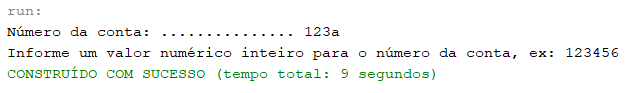 run:
Número da conta: ............... 123a
Informe um valor numérico inteiro para o número da conta, ex: 123456
CONSTRUÍDO COM SUCESSO (tempo total: 9 segundos)